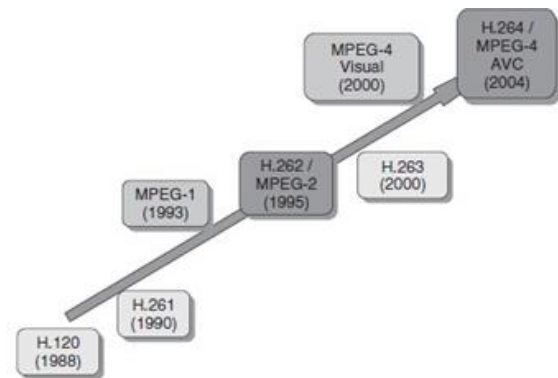 H.264 /
MPEG-4
AVC
(2004)
MPEG-4
Visual
(2000)
H.263
(2000)
H.262 /
MPEG-2
(1995)
MPEG-1
(1993)
H.261
(1990)
H.120
(1988)